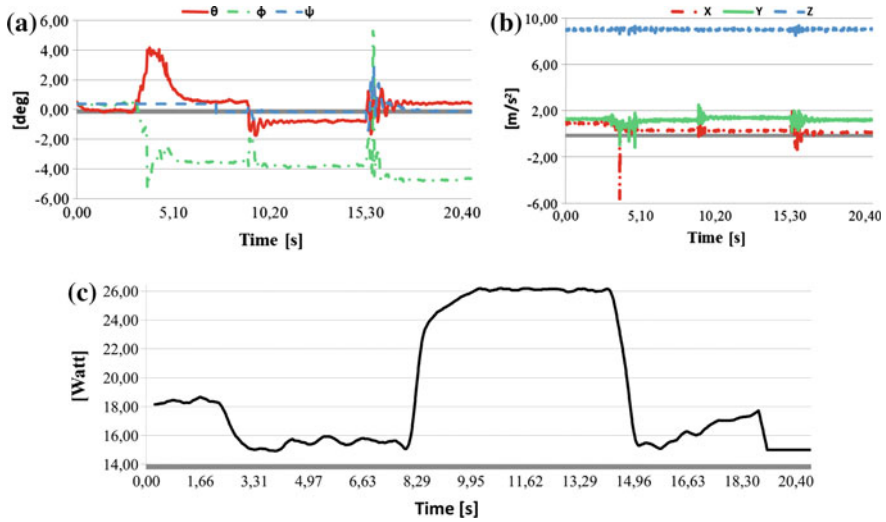 (a)
θ ϕ ψ
6,00
4,00
2,00
0,00
-2,00
-4,00
-6,00
[deg]
0,00 5,10 10,20 15,30 20,40
Time [s]
(b)
X Y Z
10,00
6,00
2,00
-2,00
-6,00
[m/s²]
0,00 5,10 10,20 15,30 20,40
Time [s]
(c)
26,00
24,00
22,00
20,00
18,00
16,00
14,00
[Watt]
0,00 1,66 3,31 4,97 6,63 8,29 9,95 11,62 13,29 14,96 16,63 18,30 20,40
Time [s]